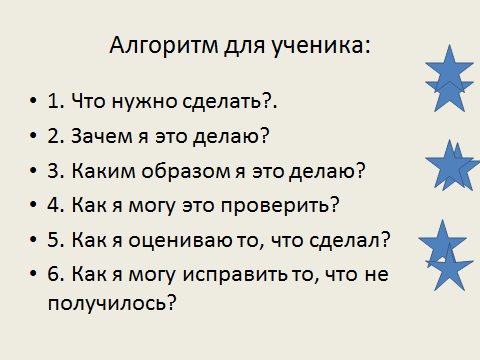 Алгоритм для ученика:
• 1. Что нужно сделать?.
• 2. Зачем я это делаю?
• 3. Каким образом я это делаю?
• 4. Как я могу это проверить?
• 5. Как я оцениваю то, что сделал?
• 6. Как я могу исправить то, что не
получилось?